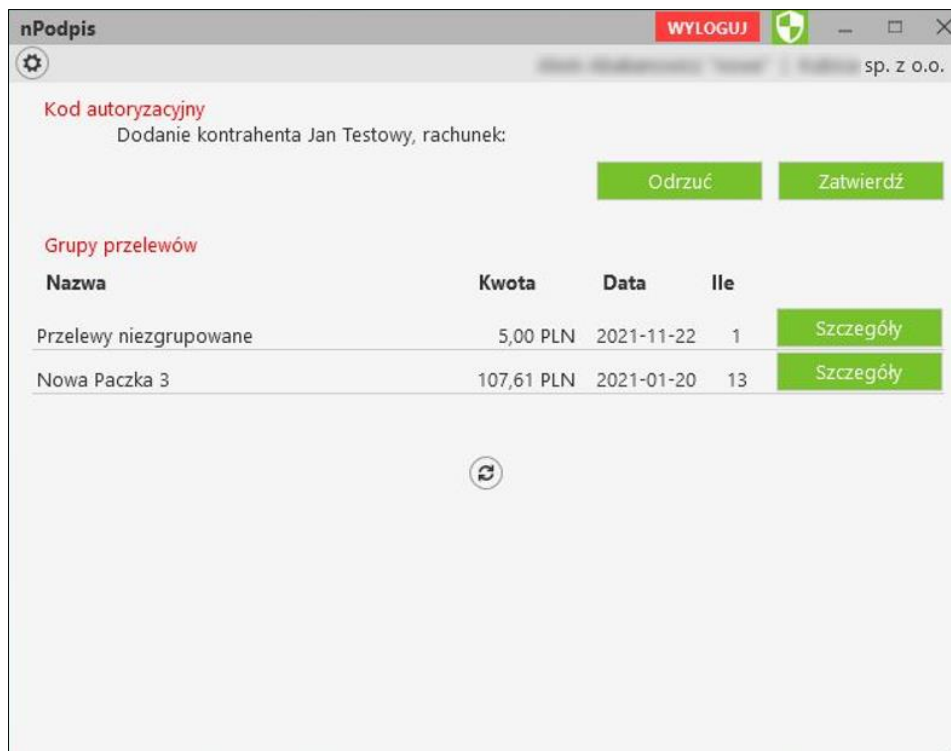 nPodpis WYLOGUJ
sp. z o.o.
Kod autoryzacyjny
Dodanie kontrahenta Jan Testowy, rachunek:
Odrzuć Zatwierdź
Grupy przelewów
Nazwa Kwota Data Ile
Przelewy niezgrupowane 5,00 PLN 2021-11-22 1 Szczegóły
Nowa Paczka 3 107,61 PLN 2021-01-20 13 Szczegóły